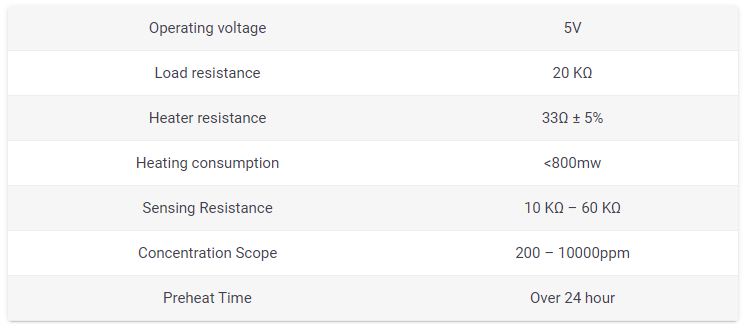 Operating voltage 5V
Load resistance 20 KΩ
Heater resistance 33Ω ± 5%
Heating consumption <800mw
Sensing Resistance 10 KΩ – 60 KΩ
Concentration Scope 200 – 10000ppm
Preheat Time Over 24 hour